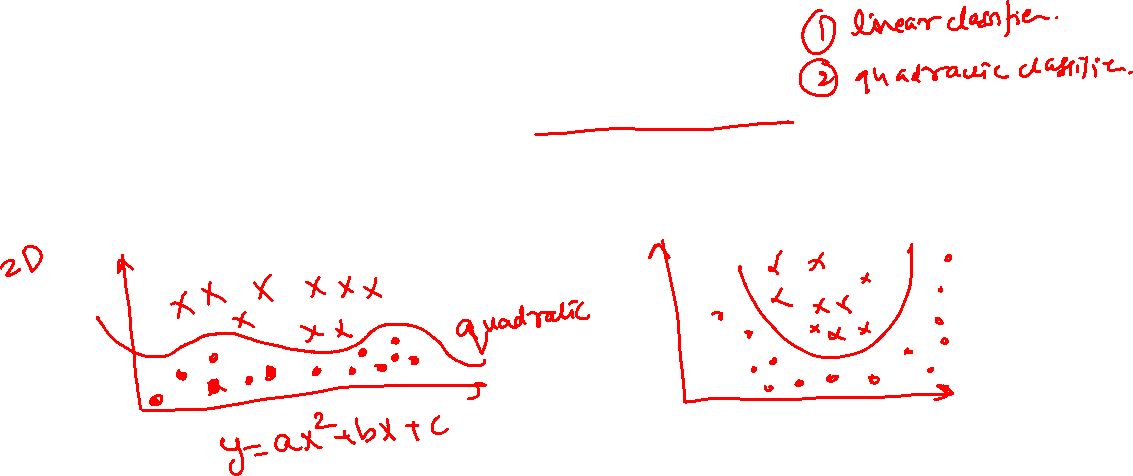 ① linear classifier.
② quadratic classifier.
2D
quadratic
y=ax²+bx+c